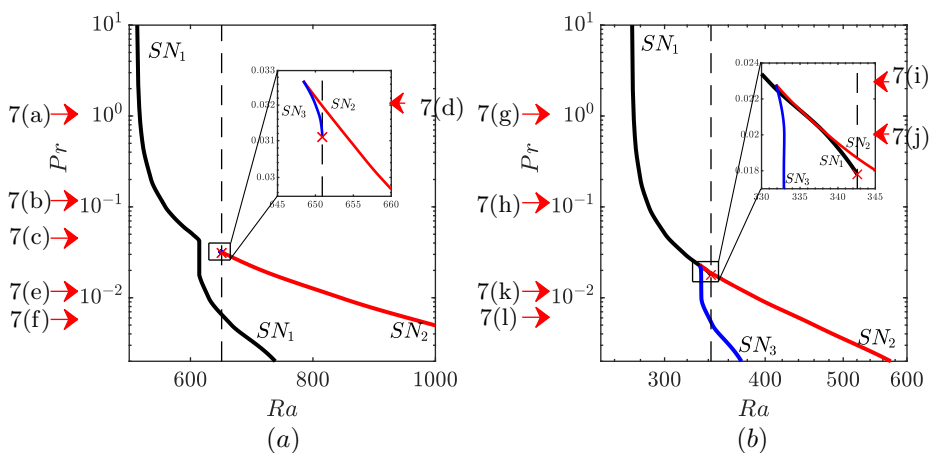 10^1
SN_1
0.033
0.032
0.031
0.03
645
650
655
660
SN_3
SN_2
7(d)
7(a)
10^0
Pr
7(b)
10^{-1}
7(c)
7(e)
10^{-2}
7(f)
SN_1
SN_2
600
800
1000
Ra
(a)
10^1
SN_1
0.024
0.022
0.02
0.018
330
335
340
345
SN_2
SN_1
SN_3
7(i)
7(j)
7(g)
10^0
Pr
7(h)
10^{-1}
7(k)
10^{-2}
7(l)
SN_3
SN_2
300
400
500
600
Ra
(b)